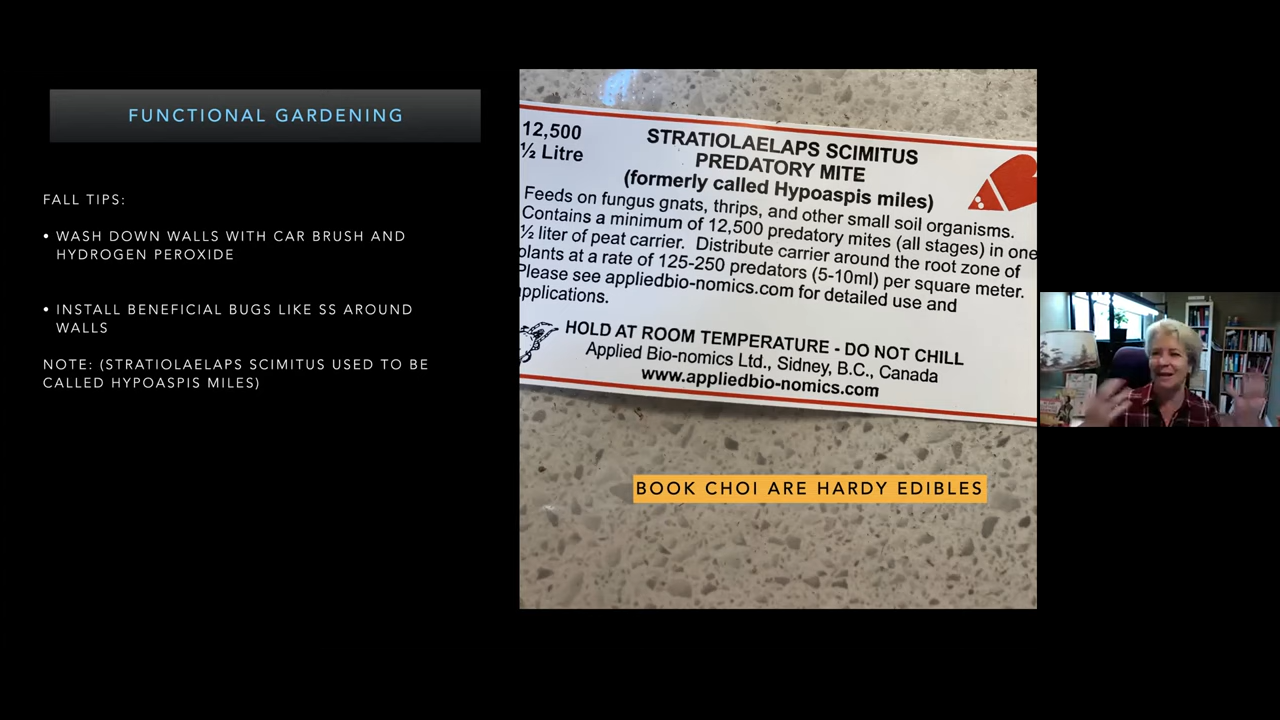 FUNCTIONAL GARDENING
FALL TIPS:
• WASH DOWN WALLS WITH CAR BRUSH AND
HYDROGEN PEROXIDE
• INSTALL BENEFICIAL BUGS LIKE SS AROUND
WALLS
NOTE: (STRATIOLAELAPS SCIMITUS USED TO BE
CALLED HYPOASPIS MILES)
12,500
½ Litre
STRATIOLAELAPS SCIMITUS
PREDATORY MITE
(formerly called Hypoaspis miles)
Feeds on fungus gnats, thrips, and other small soil organisms.
Contains a minimum of 12,500 predatory mites (all stages) in one
½ liter of peat carrier. Distribute carrier around the root zone of
plants at a rate of 125-250 predators (5-10ml) per square meter.
Please see appliedbio-nomics.com for detailed use and
applications.
HOLD AT ROOM TEMPERATURE - DO NOT CHILL
Applied Bio-nomics Ltd., Sidney, B.C., Canada
www.appliedbio-nomics.com
BOOK CHOI ARE HARDY EDIBLES